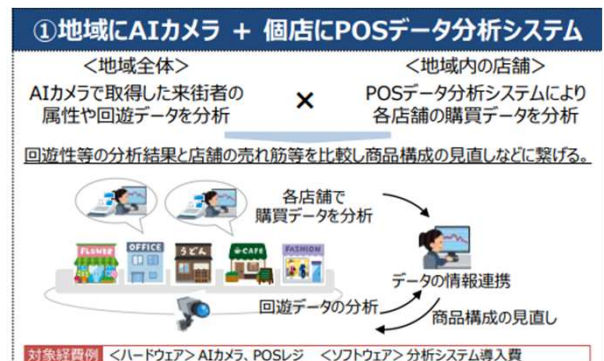 ①地域にAIカメラ + 個店にPOSデータ分析システム
<地域全体>
AIカメラで取得した来街者の
属性や回遊データを分析
×
<地域内の店舗>
POSデータ分析システムにより
各店舗の購買データを分析
回遊性等の分析結果と店舗の売れ筋等を比較し商品構成の見直しなどに繋げる。
各店舗で
購買データを分析
FLOWER
OFFICE
うどん
CAFE
FASHION
データの情報連携
回遊データの分析
商品構成の見直し
対象経費例 <ハードウェア> AIカメラ、POSレジ <ソフトウェア> 分析システム導入費